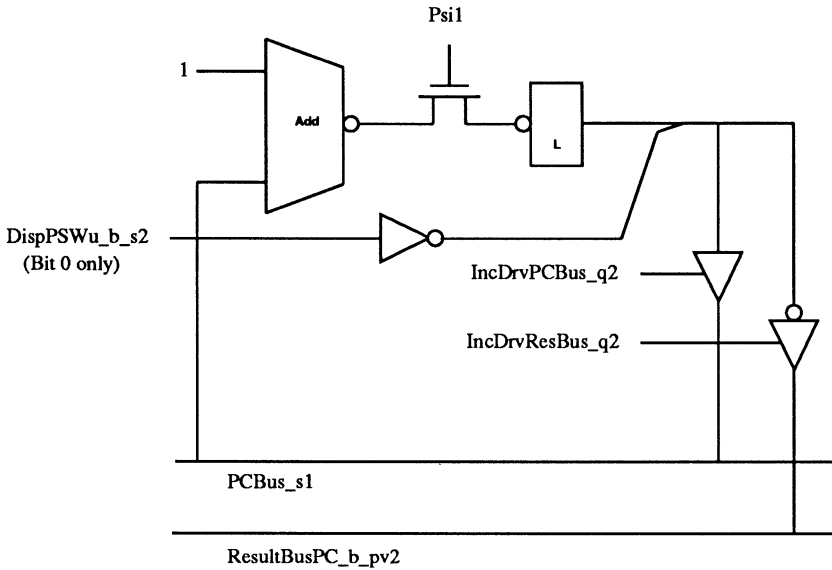 Psi1
1
Add
L
DispPSWu_b_s2
(Bit 0 only)
IncDrvPCBus_q2
IncDrvResBus_q2
PCBus_s1
ResultBusPC_b_pv2